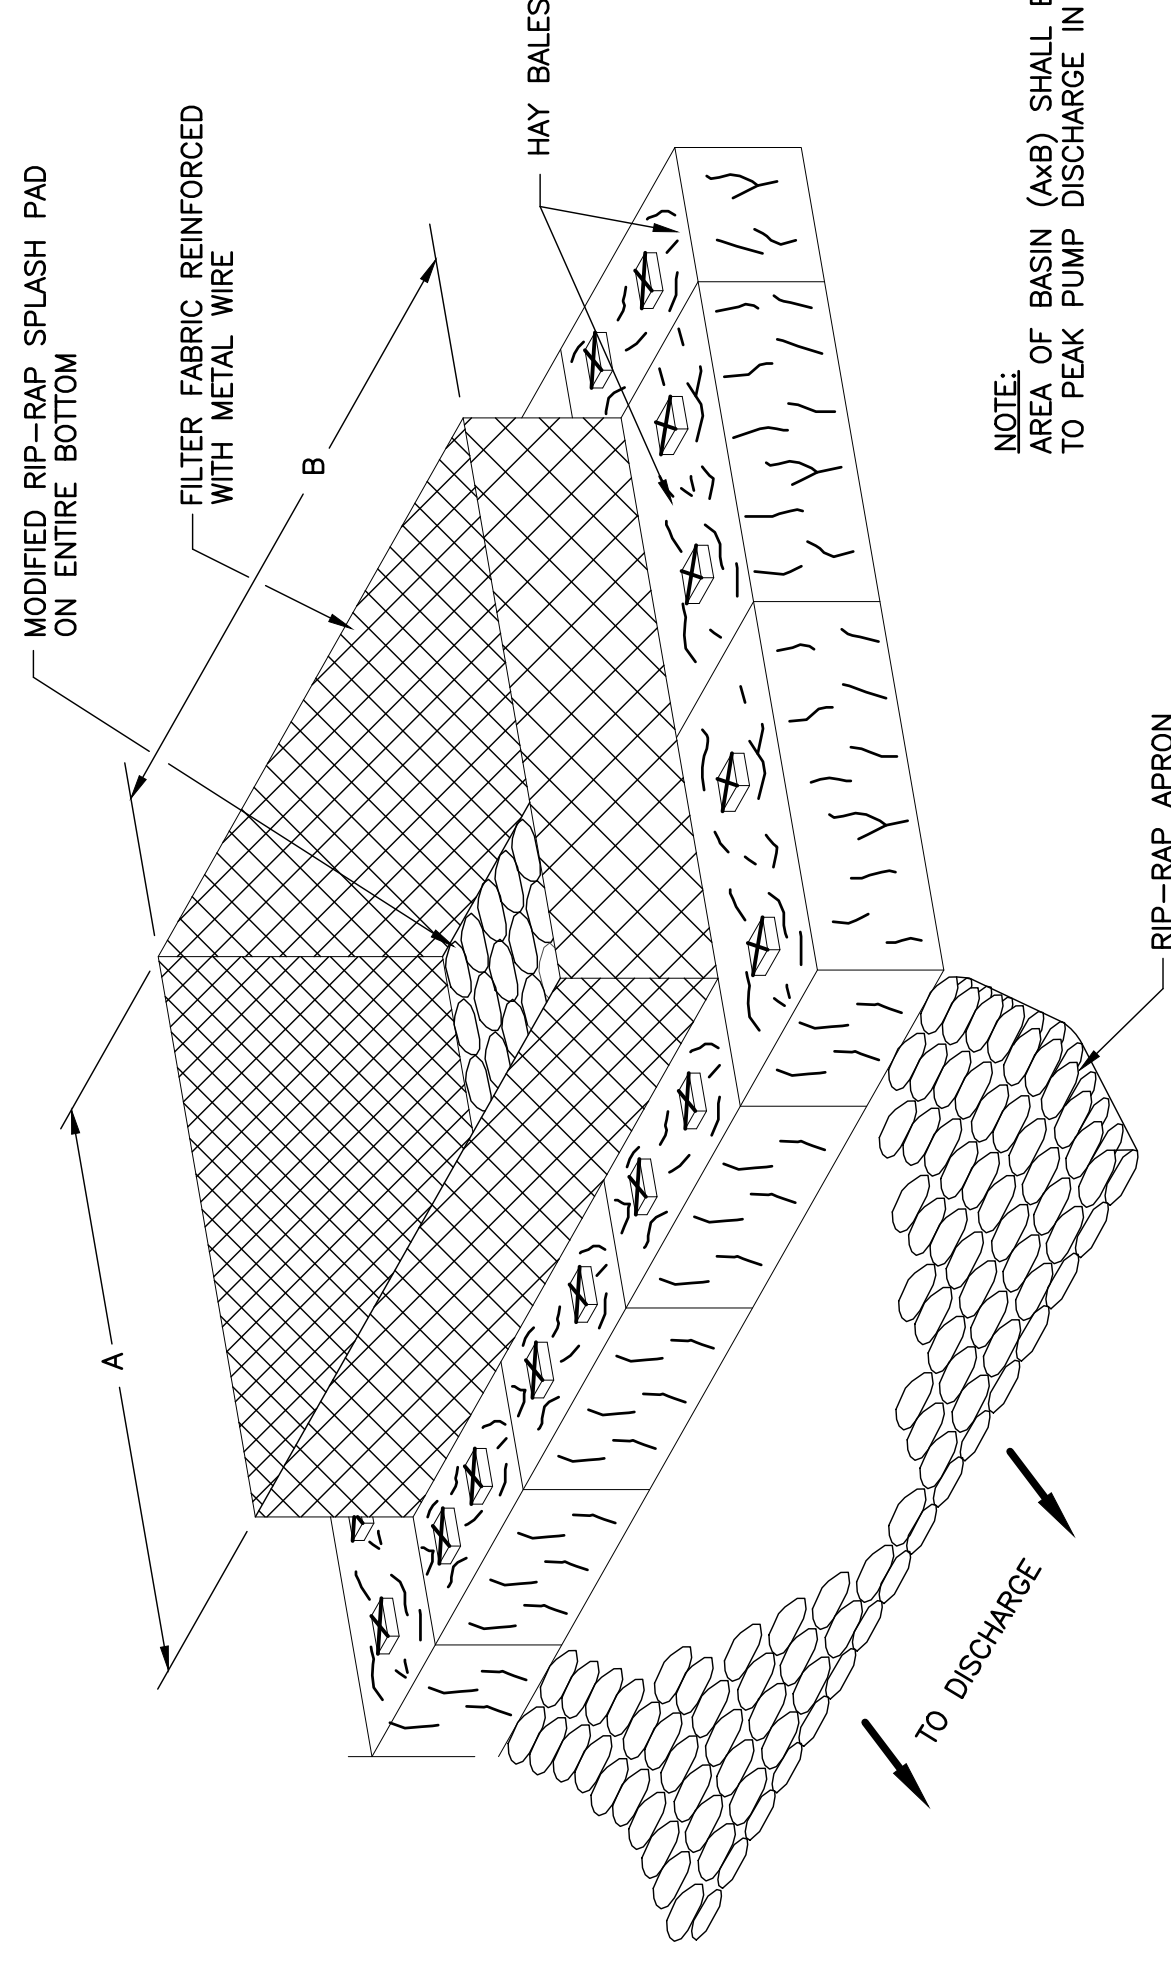 MODIFIED RIP-RAP SPLASH PAD
ON ENTIRE BOTTOM
FILTER FABRIC REINFORCED
WITH METAL WIRE
B
A
HAY BALES
NOTE:
AREA OF BASIN (AxB) SHALL
TO PEAK PUMP DISCHARGE IN
RIP-RAP APRON
TO DISCHARGE